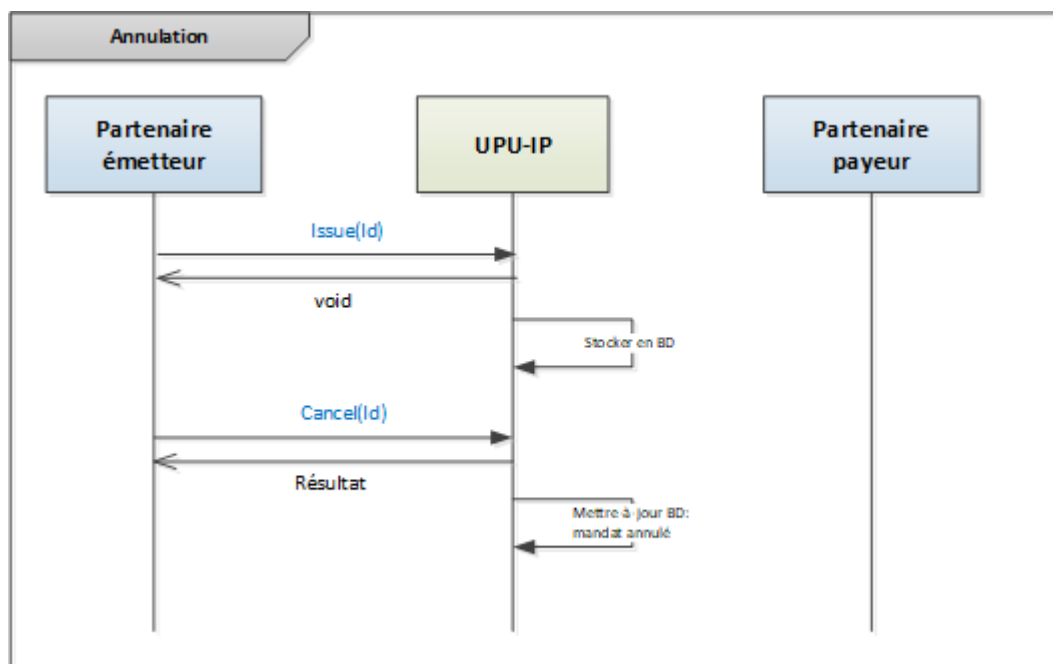 Annulation
Partenaire
émetteur
UPU-IP
Partenaire
payeur
Issue(Id)
void
Stocker en BD
Cancel(Id)
Résultat
Mettre à-jour BD:
mandat annulé